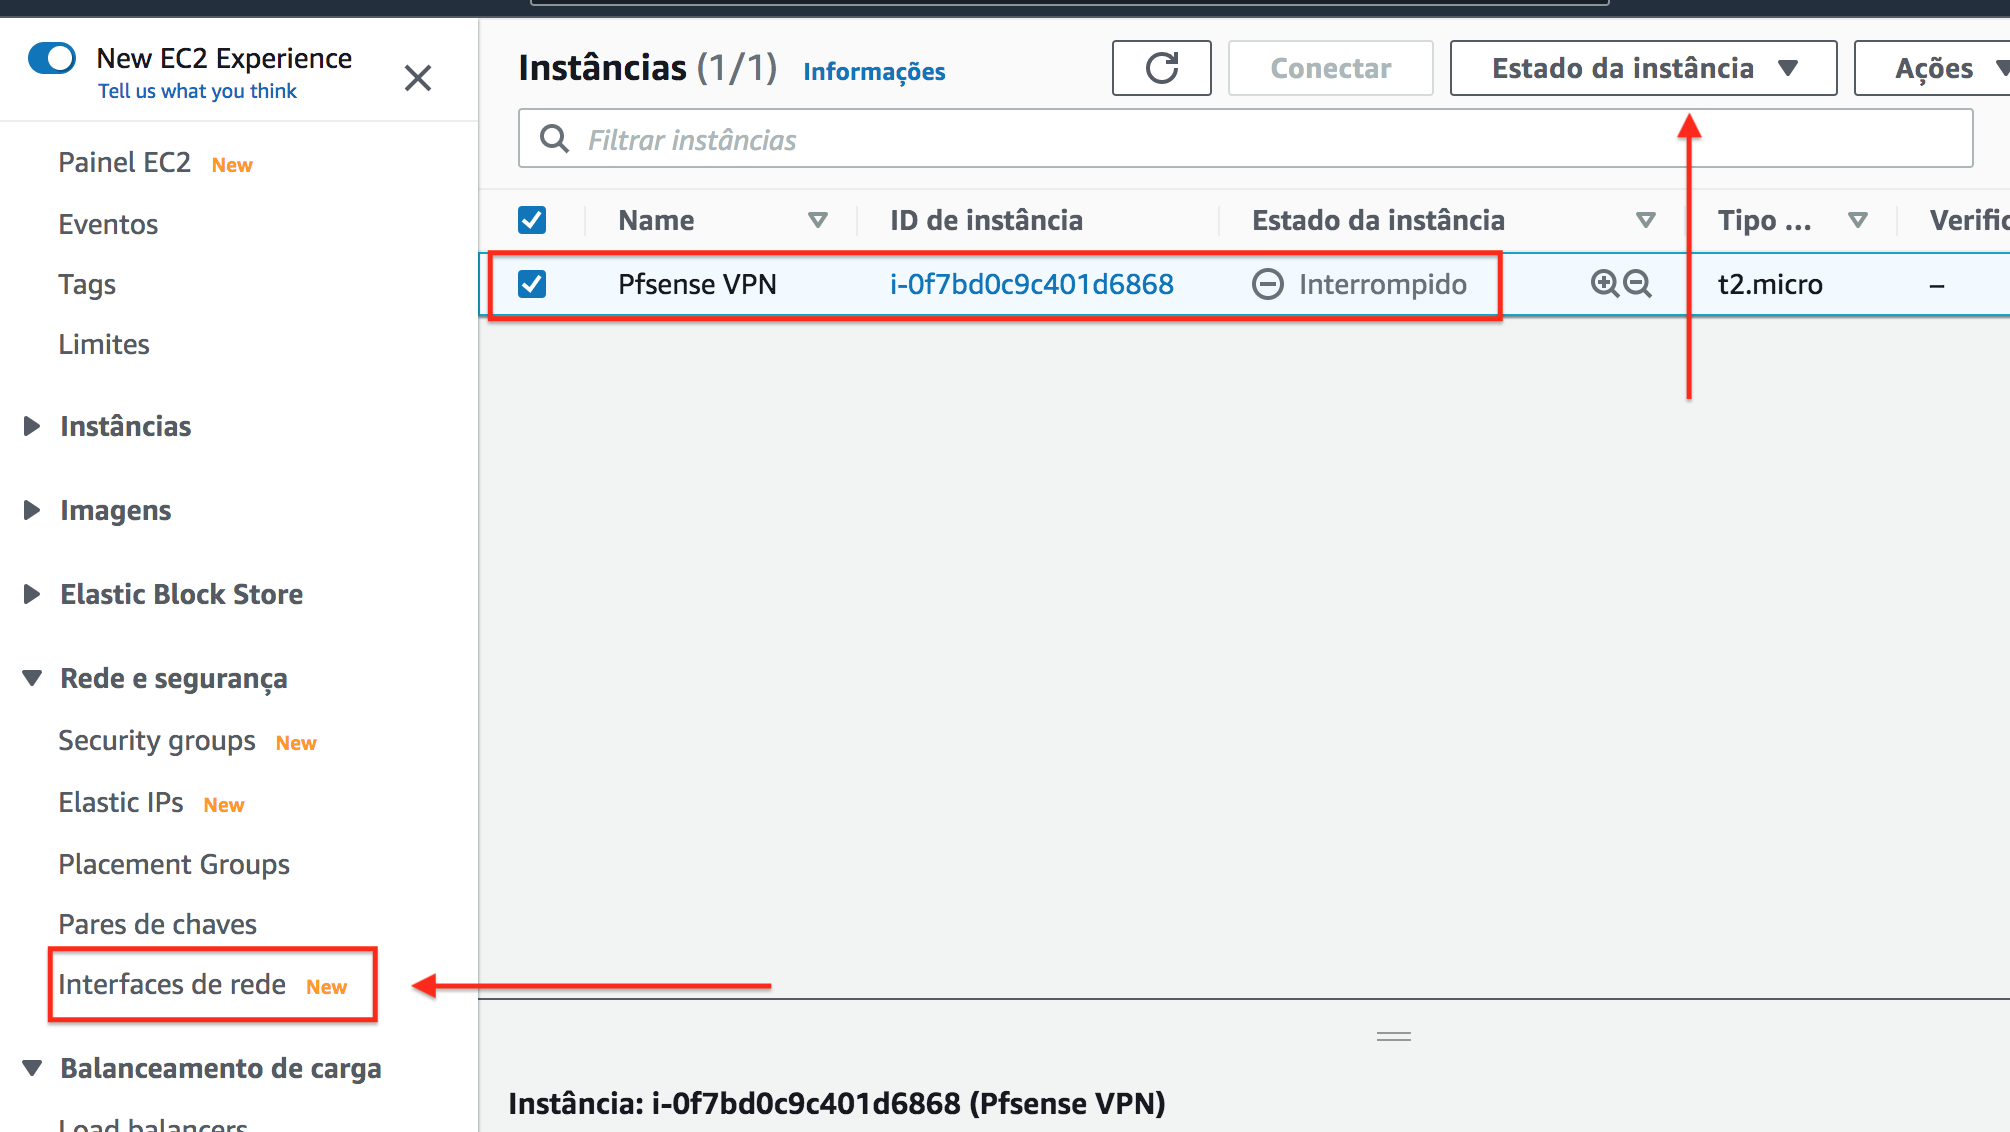 New EC2 Experience
Tell us what you think
Painel EC2 New
Eventos
Tags
Limites
Instâncias
Imagens
Elastic Block Store
Rede e segurança
Security groups New
Elastic IPs New
Placement Groups
Pares de chaves
Interfaces de rede New
Balanceamento de carga
Load balancers
Instâncias (1/1) Informações
Conectar
Estado da instância
Ações
Filtrar instâncias
Name ID de instância Estado da instância Tipo ... Verific
Pfsense VPN i-0f7bd0c9c401d6868 Interrompido t2.micro –
Instância: i-0f7bd0c9c401d6868 (Pfsense VPN)